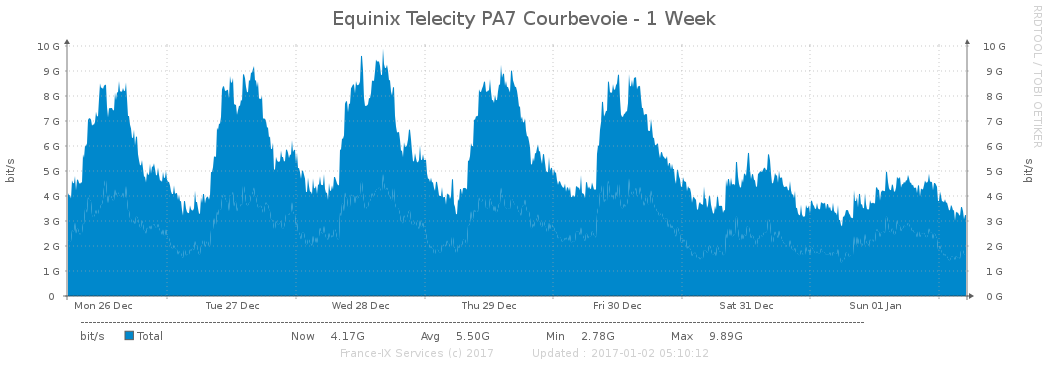 Equinix Telecity PA7 Courbevoie - 1 Week
RRDTOOL / TOBI OETIKER
bit/s
10 G
9 G
8 G
7 G
6 G
5 G
4 G
3 G
2 G
1 G
0
10 G
9 G
8 G
7 G
6 G
5 G
4 G
3 G
2 G
1 G
0 G
bit/s
Mon 26 Dec Tue 27 Dec Wed 28 Dec Thu 29 Dec Fri 30 Dec Sat 31 Dec Sun 01 Jan
bit/s Total Now 4.17G Avg 5.50G Min 2.78G Max 9.89G
France-IX Services (c) 2017 Updated : 2017-01-02 05:10:12